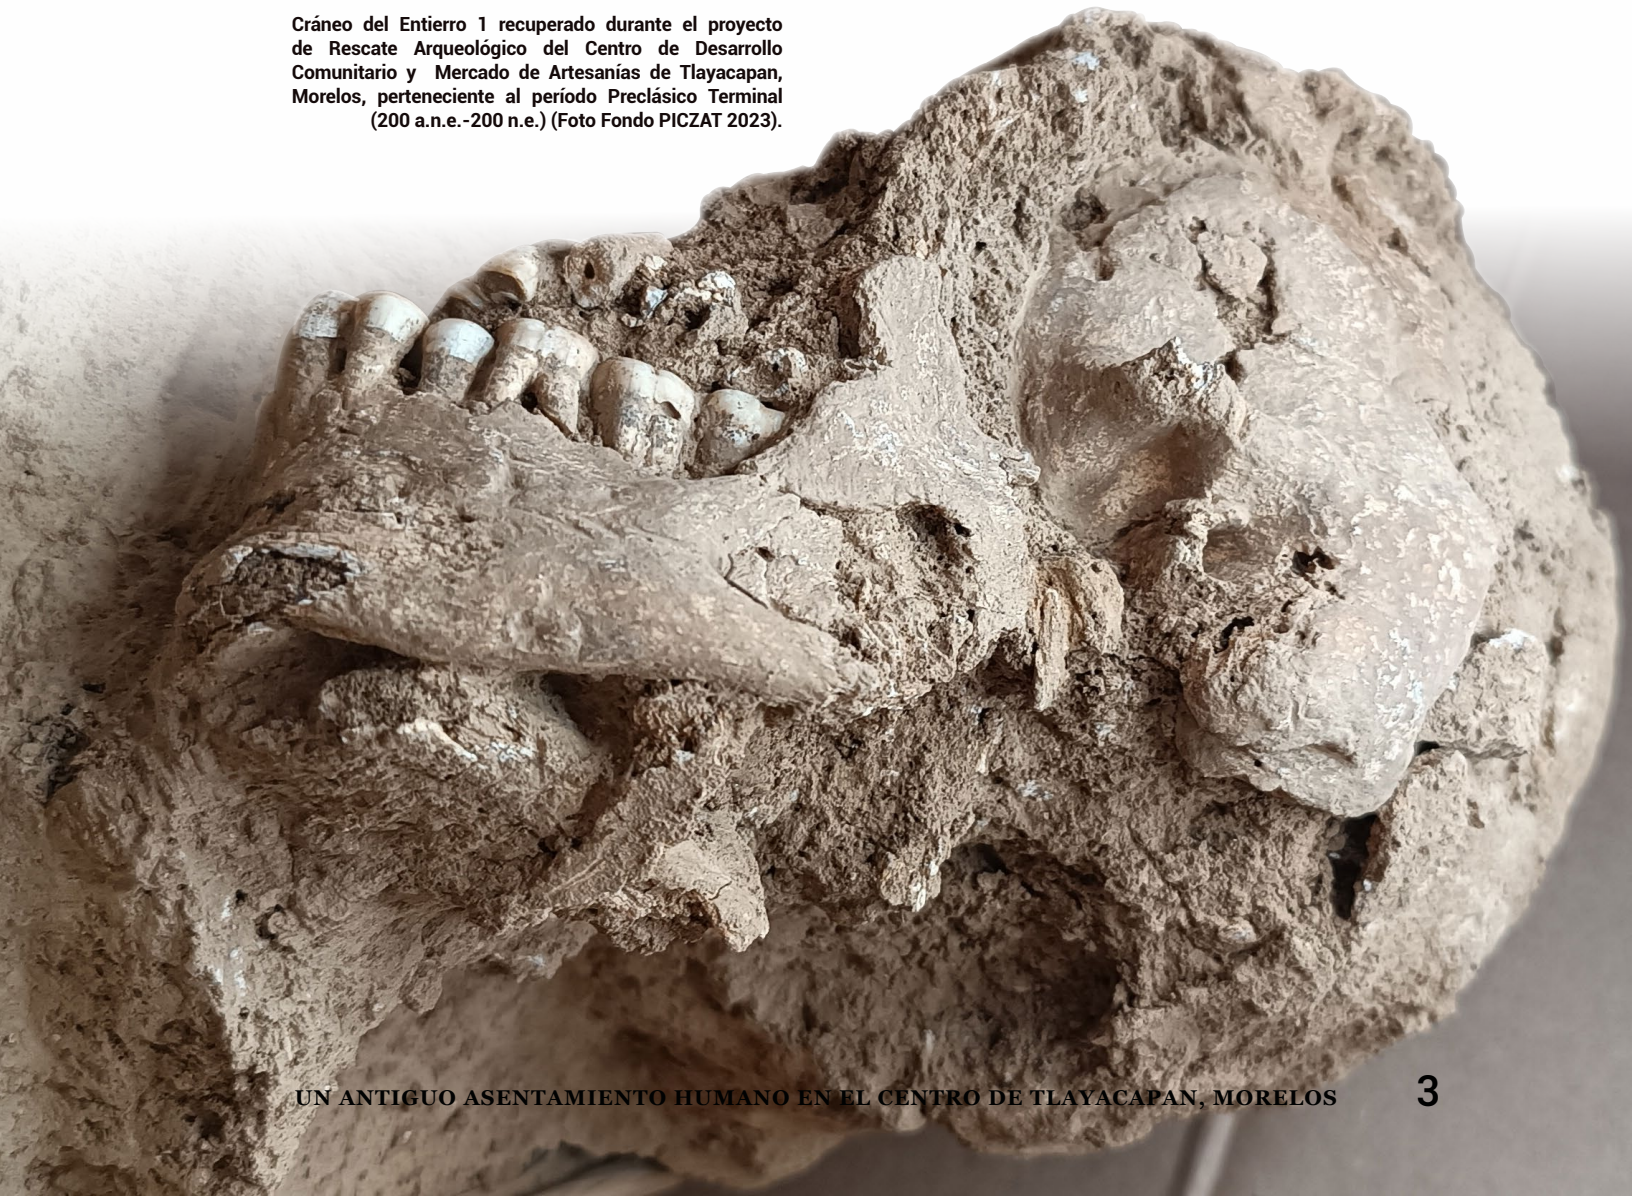 Cráneo del Entierro 1 recuperado durante el proyecto
de Rescate Arqueológico del Centro de Desarrollo
Comunitario y Mercado de Artesanías de Tlayacapan,
Morelos, perteneciente al período Preclásico Terminal
(200 a.n.e.-200 n.e.) (Foto Fondo PICZAT 2023).
UN ANTIGUO ASENTAMIENTO HUMANO EN EL CENTRO DE TLAYACAPAN, MORELOS 3